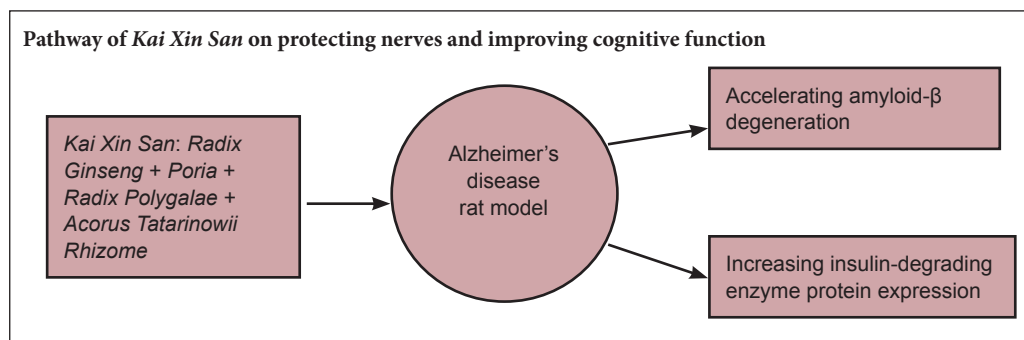 Pathway of Kai Xin San on protecting nerves and improving cognitive function
Kai Xin San: Radix
Ginseng + Poria +
Radix Polygalae +
Acorus Tatarinowii
Rhizome
Alzheimer's
disease
rat model
Accelerating amyloid-β
degeneration
Increasing insulin-degrading
enzyme protein expression